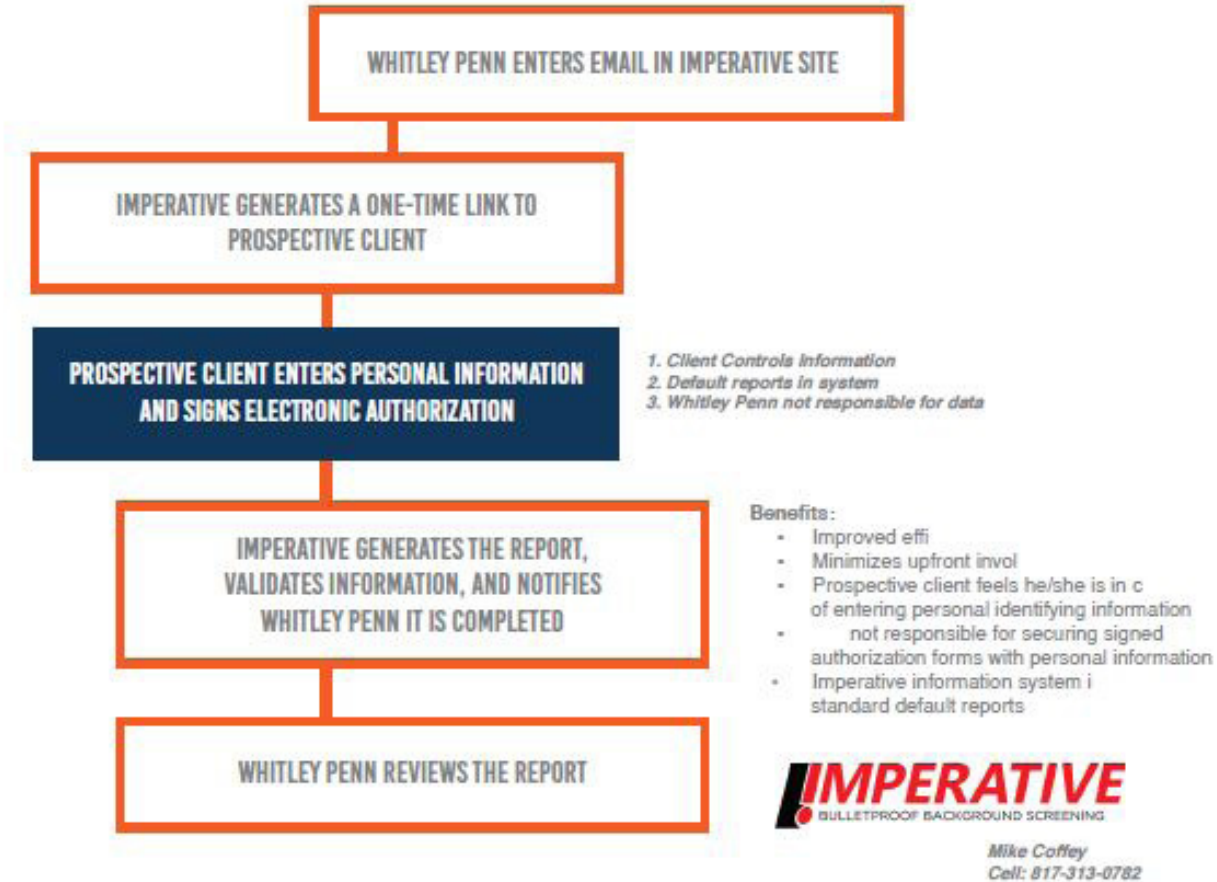 WHITLEY PENN ENTERS EMAIL IN IMPERATIVE SITE
IMPERATIVE GENERATES A ONE-TIME LINK TO
PROSPECTIVE CLIENT
PROSPECTIVE CLIENT ENTERS PERSONAL INFORMATION
AND SIGNS ELECTRONIC AUTHORIZATION
1. Client Controls Information
2. Default reports in system
3. Whitley Penn not responsible for data
IMPERATIVE GENERATES THE REPORT,
VALIDATES INFORMATION, AND NOTIFIES
WHITLEY PENN IT IS COMPLETED
Benefits:
- Improved effi
- Minimizes upfront invol
- Prospective client feels he/she is in c
of entering personal identifying information
- not responsible for securing signed
authorization forms with personal information
- Imperative information system i
standard default reports
WHITLEY PENN REVIEWS THE REPORT
IMPERATIVE
BULLETPROOF BACKGROUND SCREENING
Mike Coffey
Cell: 817-313-0782